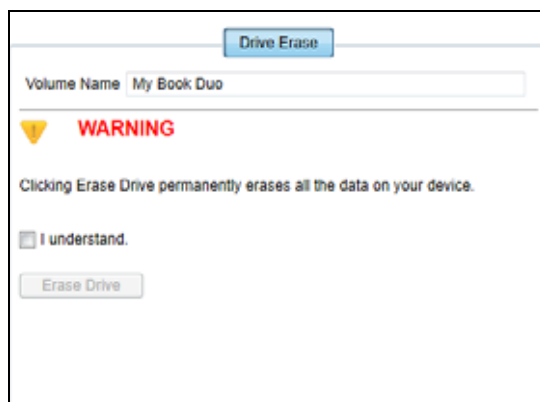 Drive Erase
Volume Name My Book Duo
WARNING
Clicking Erase Drive permanently erases all the data on your device.
I understand.
Erase Drive